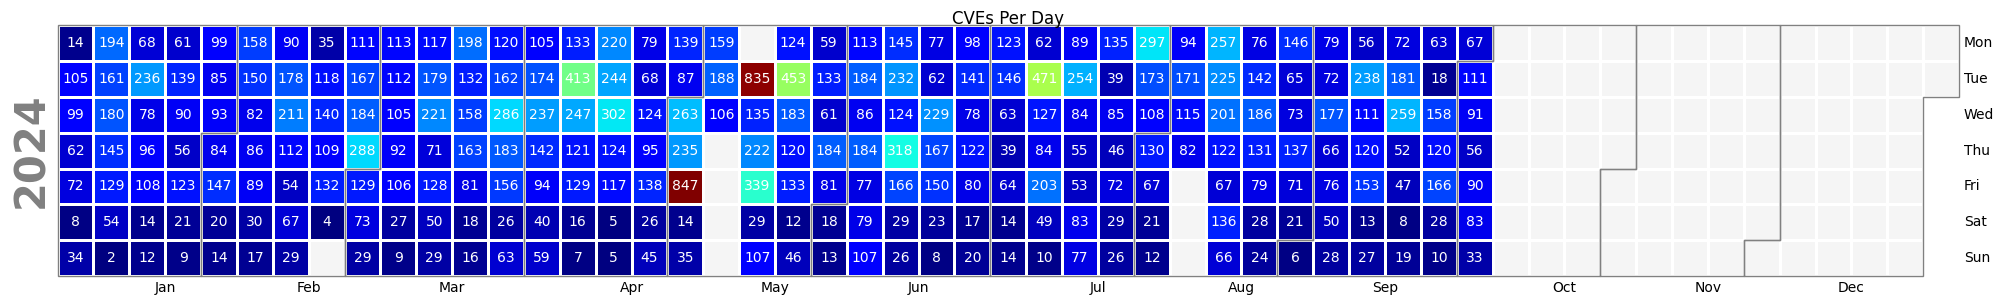 CVEs Per Day
14 194 68 61 99 158 90 35 111 113 117 198 120 105 133 220 79 139 159 124 59 113 145 77 98 123 62 89 135 297 94 257 76 146 79 56 72 63 67 Mon
105 161 236 139 85 150 178 118 167 112 179 132 162 174 413 244 68 87 188 835 453 133 184 232 62 141 146 471 254 39 173 171 225 142 65 72 238 181 18 111 Tue
99 180 78 90 93 82 211 140 184 105 221 158 286 237 247 302 124 263 106 135 183 61 86 124 229 78 63 127 84 85 108 115 201 186 73 177 111 259 158 91 Wed
62 145 96 56 84 86 112 109 288 92 71 163 183 142 121 124 95 235 222 120 184 184 318 167 122 39 84 55 46 130 82 122 131 137 66 120 52 120 56 Thu
72 129 108 123 147 89 54 132 129 106 128 81 156 94 129 117 138 847 339 133 81 77 166 150 80 64 203 53 72 67 67 79 71 76 153 47 166 90 Fri
8 54 14 21 20 30 67 4 73 27 50 18 26 40 16 5 26 14 29 12 18 79 29 23 17 14 49 83 29 21 136 28 21 50 13 8 28 83 Sat
34 2 12 9 14 17 29 29 9 29 16 63 59 7 5 45 35 107 46 13 107 26 8 20 14 10 77 26 12 66 24 6 28 27 19 10 33 Sun
2024
Jan Feb Mar Apr May Jun Jul Aug Sep Oct Nov Dec